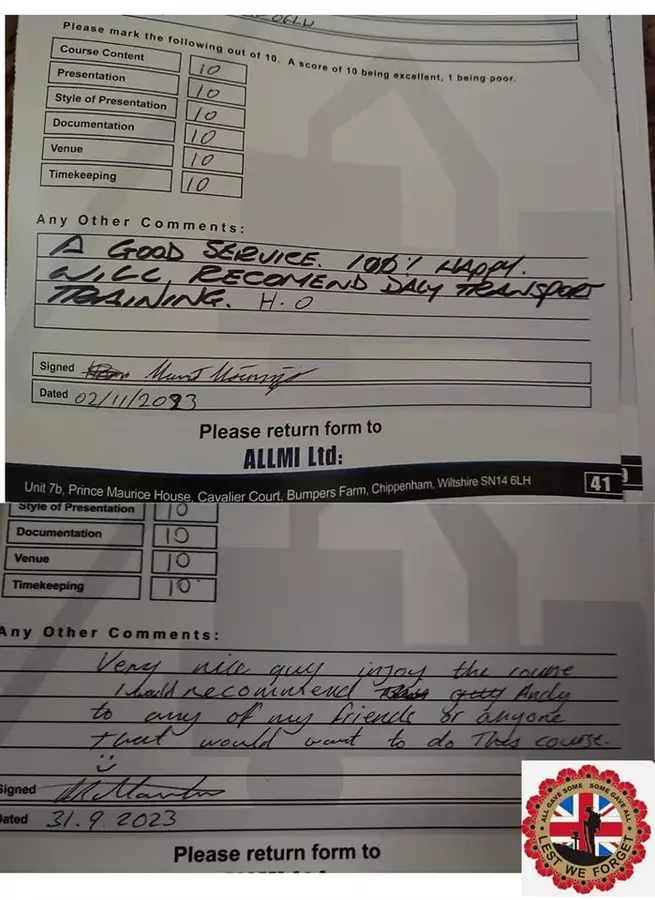 Please mark the following out of 10. A score of 10 being excellent, 1 being poor.
Course Content 10
Presentation 10
Style of Presentation 10
Documentation 10
Venue 10
Timekeeping 10
Any Other Comments:
A GOOD SERVICE. 100% HAPPY.
WILL RECOMEND DALY TRANSPORT
TRAINING. H.O
Signed
Dated 02/11/2023
Please return form to
ALLMI Ltd:
Unit 7b, Prince Maurice House, Cavalier Court, Bumpers Farm, Chippenham, Wiltshire SN14 6LH
41
Style of Presentation 10
Documentation 10
Venue 10
Timekeeping 10
Any Other Comments:
Very nice guy injoy the course
I would recommend Andy
to any of my friends or anyone
that would want to do This course.
Signed
Dated 31.9.2023
Please return form to
ALL GAVE SOME SOME GAVE ALL
LEST WE FORGET